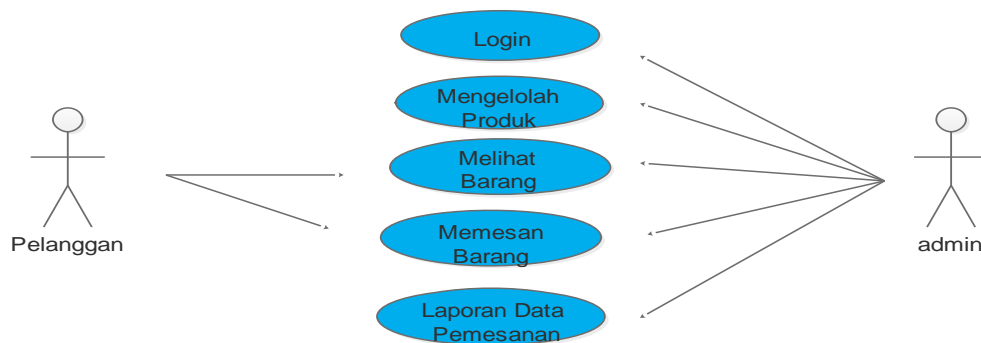 Login
Mengelolah
Produk
Melihat
Barang
Memesan
Barang
Laporan Data
Pemesanan
Pelanggan
admin